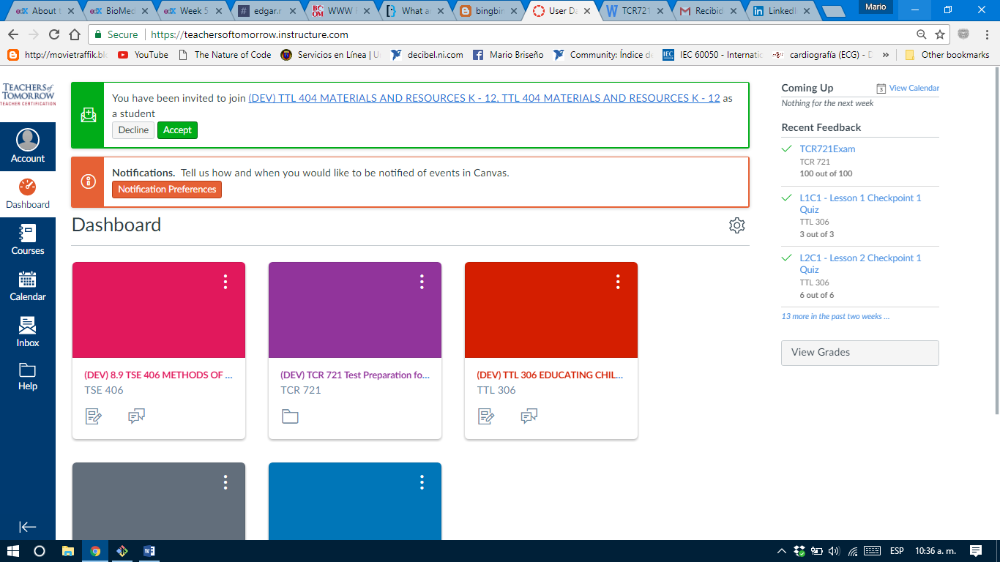 About t
BioMed
Week 5
edgar.r
WWW i
What a
bingbin
User Da
TCR721
Recibid
LinkedI
Mario
Secure
https://teachersoftomorrow.instructure.com
http://movietraffik.blo
YouTube
The Nature of Code
Servicios en Línea | U
decibel.ni.com
Mario Briseño
Community: Índice de
IEC 60050 - Internatio
cardiografía (ECG) - D
»
Other bookmarks
TEACHERS of
TOMORROW
TEACHER CERTIFICATION
Account
Dashboard
Courses
Calendar
Inbox
Help
You have been invited to join (DEV) TTL 404 MATERIALS AND RESOURCES K - 12, TTL 404 MATERIALS AND RESOURCES K - 12 as
a student
Decline
Accept
Notifications. Tell us how and when you would like to be notified of events in Canvas.
Notification Preferences
Dashboard
(DEV) 8.9 TSE 406 METHODS OF ...
TSE 406
(DEV) TCR 721 Test Preparation fo...
TCR 721
(DEV) TTL 306 EDUCATING CHIL...
TTL 306
Coming Up
3
View Calendar
Nothing for the next week
Recent Feedback
TCR721Exam
TCR 721
100 out of 100
L1C1 - Lesson 1 Checkpoint 1
Quiz
TTL 306
3 out of 3
L2C1 - Lesson 2 Checkpoint 1
Quiz
TTL 306
6 out of 6
13 more in the past two weeks ...
View Grades
ESP
10:36 a. m.